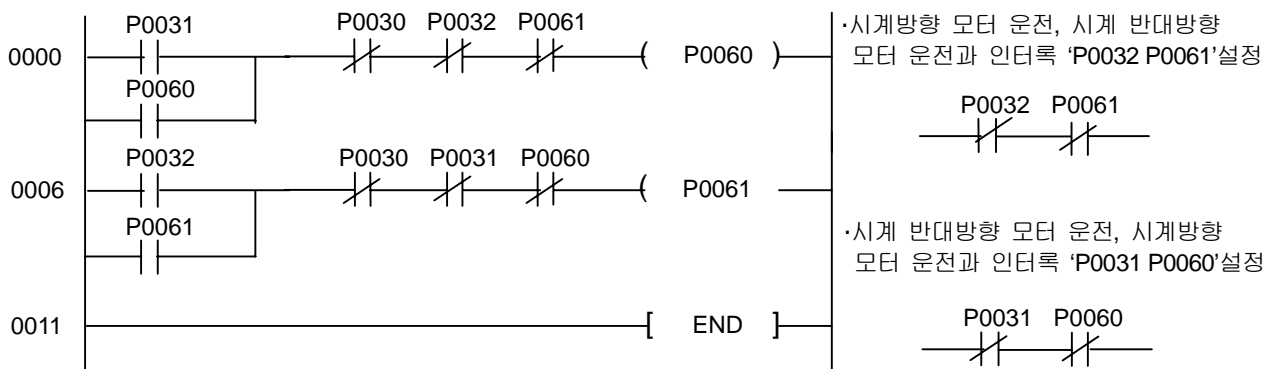 P0031 P0030 P0032 P0061
0000 ( P0060 )
P0060
P0032 P0030 P0031 P0060
0006 ( P0061
P0061
0011 [ END ]
·시계방향 모터 운전, 시계 반대방향
모터 운전과 인터록 ‘P0032 P0061’설정
P0032 P0061
·시계 반대방향 모터 운전, 시계방향
모터 운전과 인터록 ‘P0031 P0060’설정
P0031 P0060